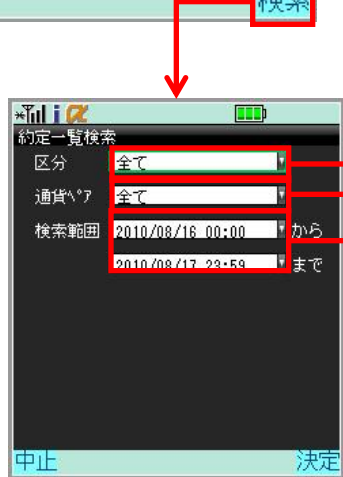 検索
約定一覧検索
区分 全て
通貨ﾍﾟｱ 全て
検索範囲 2010/08/16 00:00 から
2010/08/17 23:59 まで
中止 決定